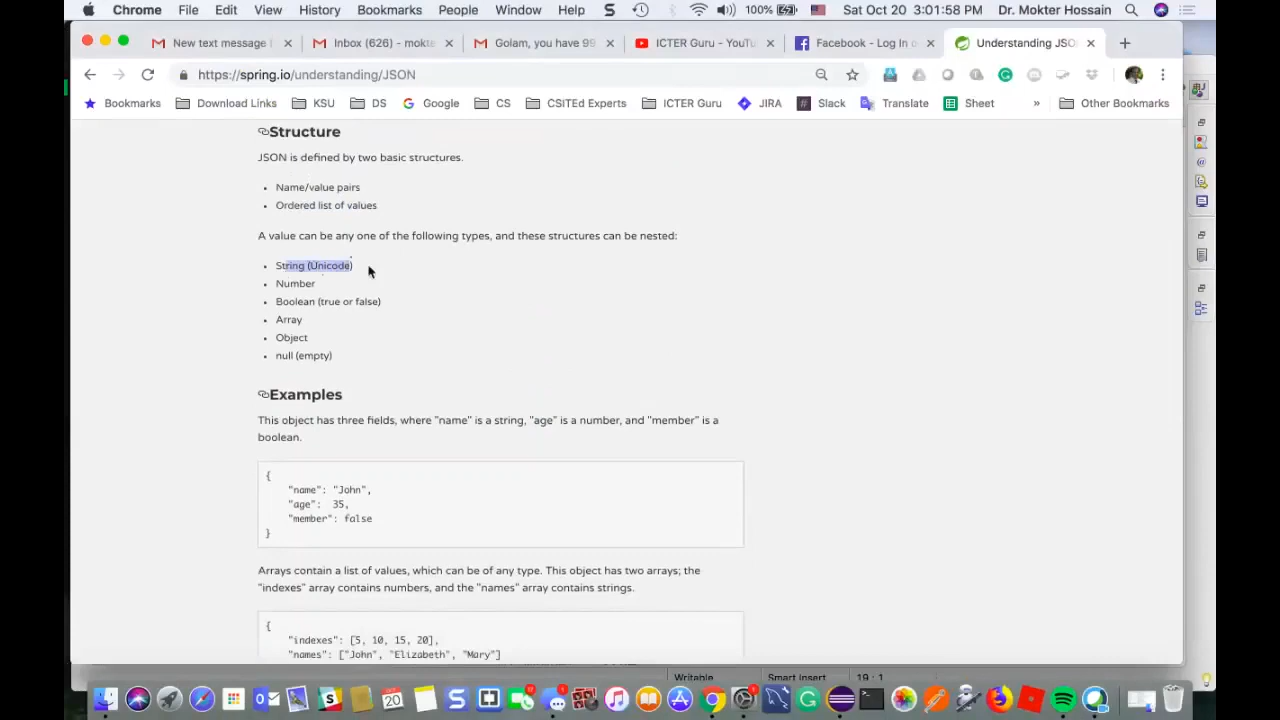 Chrome File Edit View History Bookmarks People Window Help 100% Sat Oct 20 3:01:58 PM Dr. Mokter Hossain
New text message Inbox (626) - mokte Golam, you have 99 ICTER Guru - YouTu Facebook - Log In o Understanding JSO
https://spring.io/understanding/JSON
Bookmarks Download Links KSU DS Google CS CSITEd Experts ICTER Guru JIRA Slack Translate Sheet » Other Bookmarks
Structure
JSON is defined by two basic structures.
• Name/value pairs
• Ordered list of values
A value can be any one of the following types, and these structures can be nested:
• String (Unicode)
• Number
• Boolean (true or false)
• Array
• Object
• null (empty)
Examples
This object has three fields, where "name" is a string, "age" is a number, and "member" is a
boolean.
{
"name": "John",
"age": 35,
"member": false
}
Arrays contain a list of values, which can be of any type. This object has two arrays; the
"indexes" array contains numbers, and the "names" array contains strings.
{
"indexes": [5, 10, 15, 20],
"names": ["John", "Elizabeth", "Mary"]
Writable Smart Insert 19 : 1